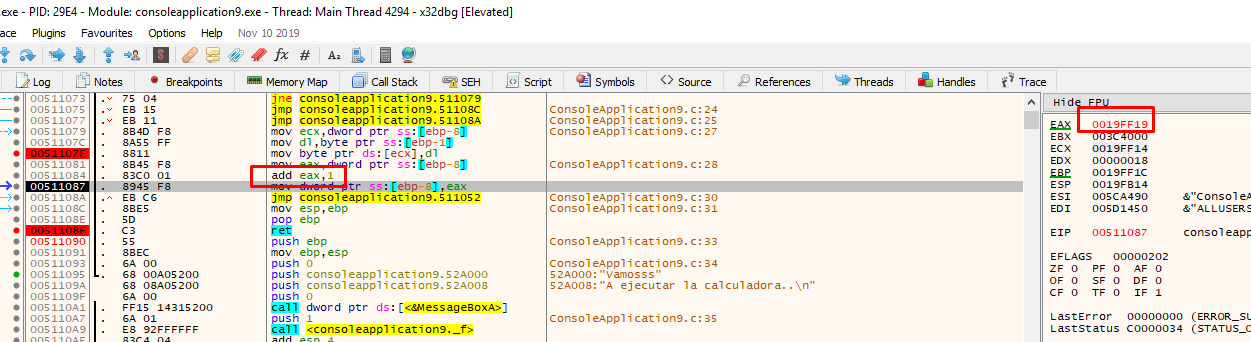 .exe - PID: 29E4 - Module: consoleapplication9.exe - Thread: Main Thread 4294 - x32dbg [Elevated]
ace Plugins Favourites Options Help Nov 10 2019
Log Notes Breakpoints Memory Map Call Stack SEH Script Symbols Source References Threads Handles Trace
00511073 75 04 jne consoleapplication9.511079
00511075 EB 15 jmp consoleapplication9.51108C ConsoleApplication9.c:24
00511077 EB 11 jmp consoleapplication9.51108A ConsoleApplication9.c:25
00511079 8B4D F8 mov ecx,dword ptr ss:[ebp-8] ConsoleApplication9.c:27
0051107C 8A55 FF mov dl,byte ptr ss:[ebp-1]
0051107F 8811 mov byte ptr ds:[ecx],dl
00511081 8B45 F8 mov eax,dword ptr ss:[ebp-8] ConsoleApplication9.c:28
00511084 83C0 01 add eax,1
00511087 8945 F8 mov dword ptr ss:[ebp-8],eax
0051108A EB C6 jmp consoleapplication9.511052 ConsoleApplication9.c:30
0051108C 8BE5 mov esp,ebp ConsoleApplication9.c:31
0051108E 5D pop ebp
0051108F C3 ret
00511090 55 push ebp ConsoleApplication9.c:33
00511091 8BEC mov ebp,esp
00511093 6A 00 push 0 ConsoleApplication9.c:34
00511095 68 00A05200 push consoleapplication9.52A000 52A000:"Vamosss"
0051109A 68 08A05200 push consoleapplication9.52A008 52A008:"A ejecutar la calculadora..\n"
0051109F 6A 00 push 0
005110A1 FF15 14315200 call dword ptr ds:[<&MessageBoxA>]
005110A7 6A 01 push 1 ConsoleApplication9.c:35
005110A9 E8 92FFFFFF call <consoleapplication9._f>
005110AE 83C4 04 add esp,4
Hide FPU
EAX 0019FF19
EBX 003C4000
ECX 0019FF14
EDX 00000018
EBP 0019FF1C
ESP 0019FB14
ESI 005CA490 &"ConsolA
EDI 005D1450 &"ALLUSERS
EIP 00511087 consoleapp
EFLAGS 00000202
ZF 0 PF 0 AF 0
OF 0 SF 0 DF 0
CF 0 TF 0 IF 1
LastError 00000000 (ERROR_SU
LastStatus C0000034 (STATUS_O